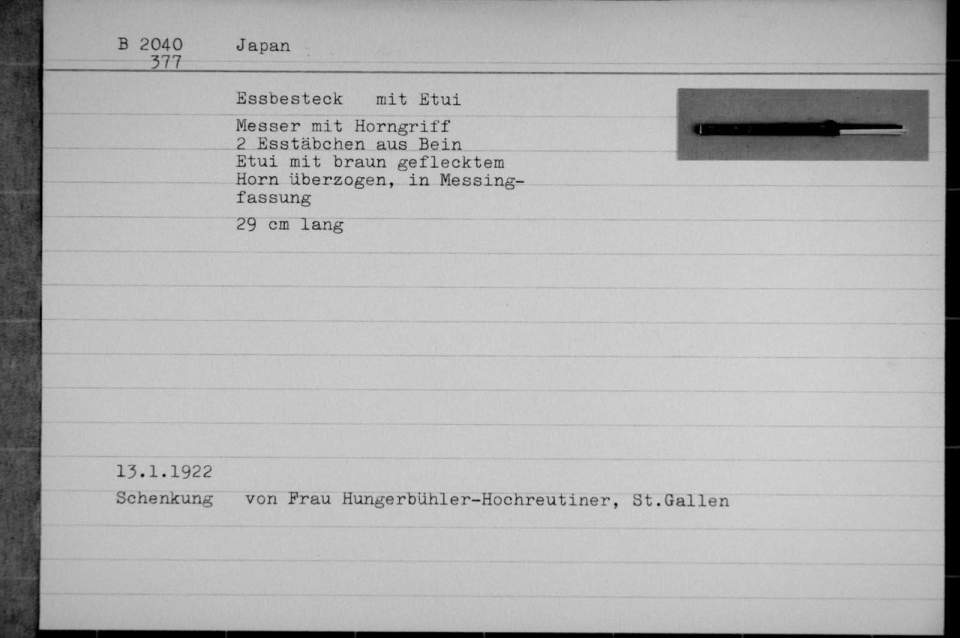 B 2040 Japan
377
Essbesteck mit Etui
Messer mit Horngriff
2 Esstäbchen aus Bein
Etui mit braun geflecktem
Horn überzogen, in Messing-
fassung
29 cm lang
13.1.1922
Schenkung von Frau Hungerbühler-Hochreutiner, St.Gallen